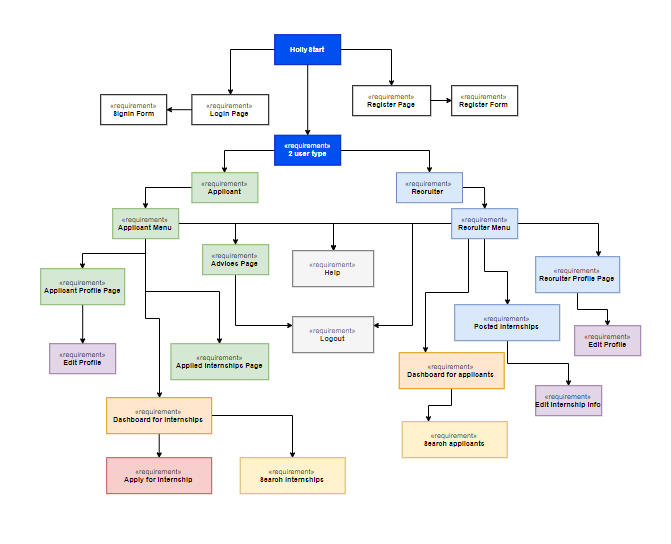 Holly Start
«requirement»
Signin Form
«requirement»
Login Page
«requirement»
Register Page
«requirement»
Register Form
«requirement»
2 user type
«requirement»
Applicant
«requirement»
Recruiter
«requirement»
Applicant Menu
«requirement»
Recruiter Menu
«requirement»
Applicant Profile Page
«requirement»
Advices Page
«requirement»
Help
«requirement»
Recruiter Profile Page
«requirement»
Logout
«requirement»
Posted Internships
«requirement»
Edit Profile
«requirement»
Edit Profile
«requirement»
Applied Internships Page
«requirement»
Dashboard for applicants
«requirement»
Edit Internship Info
«requirement»
Dashboard for Internships
«requirement»
Search applicants
«requirement»
Apply for Internship
«requirement»
Search Internships